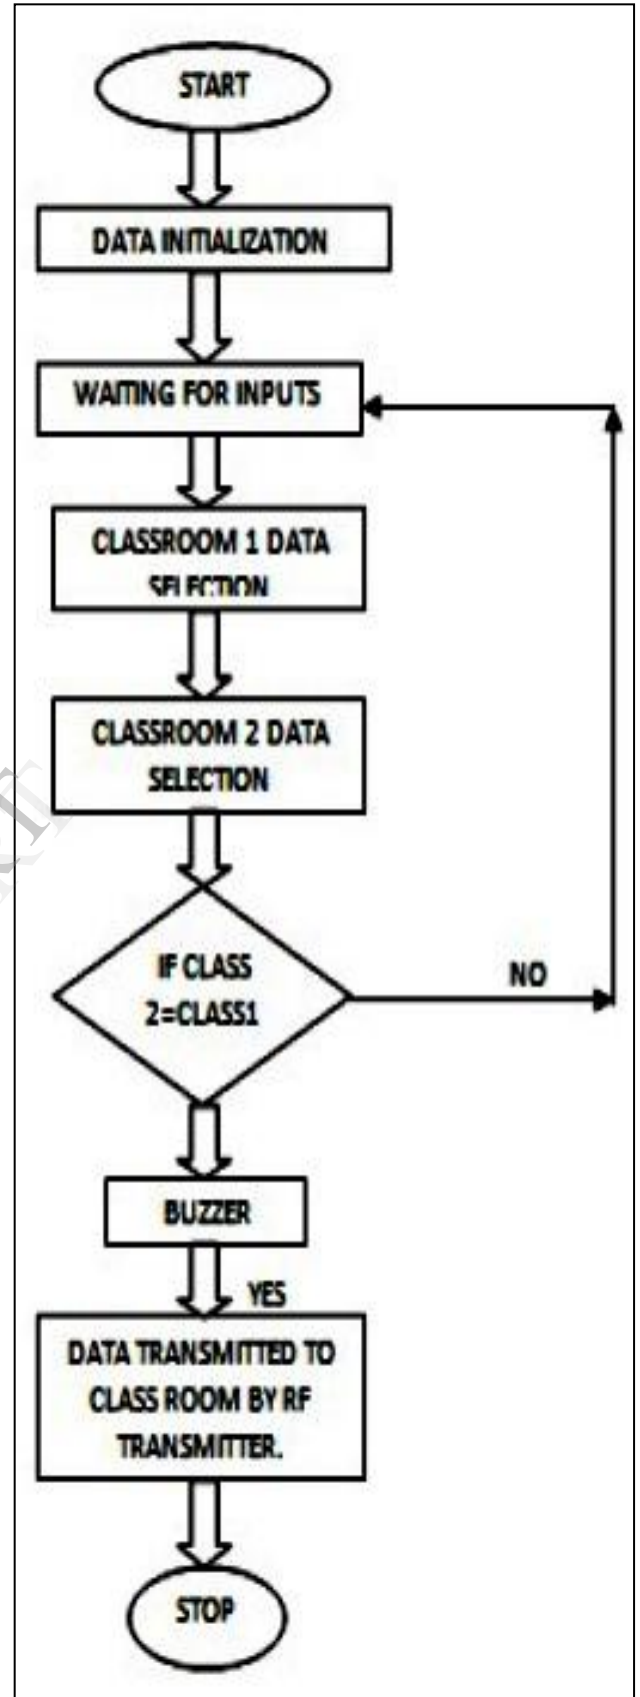 START
DATA INITIALIZATION
WAITING FOR INPUTS
CLASSROOM 1 DATA
SELECTION
CLASSROOM 2 DATA
SELECTION
IF CLASS
2=CLASS1
NO
BUZZER
YES
DATA TRANSMITTED TO
CLASS ROOM BY RF
TRANSMITTER.
STOP